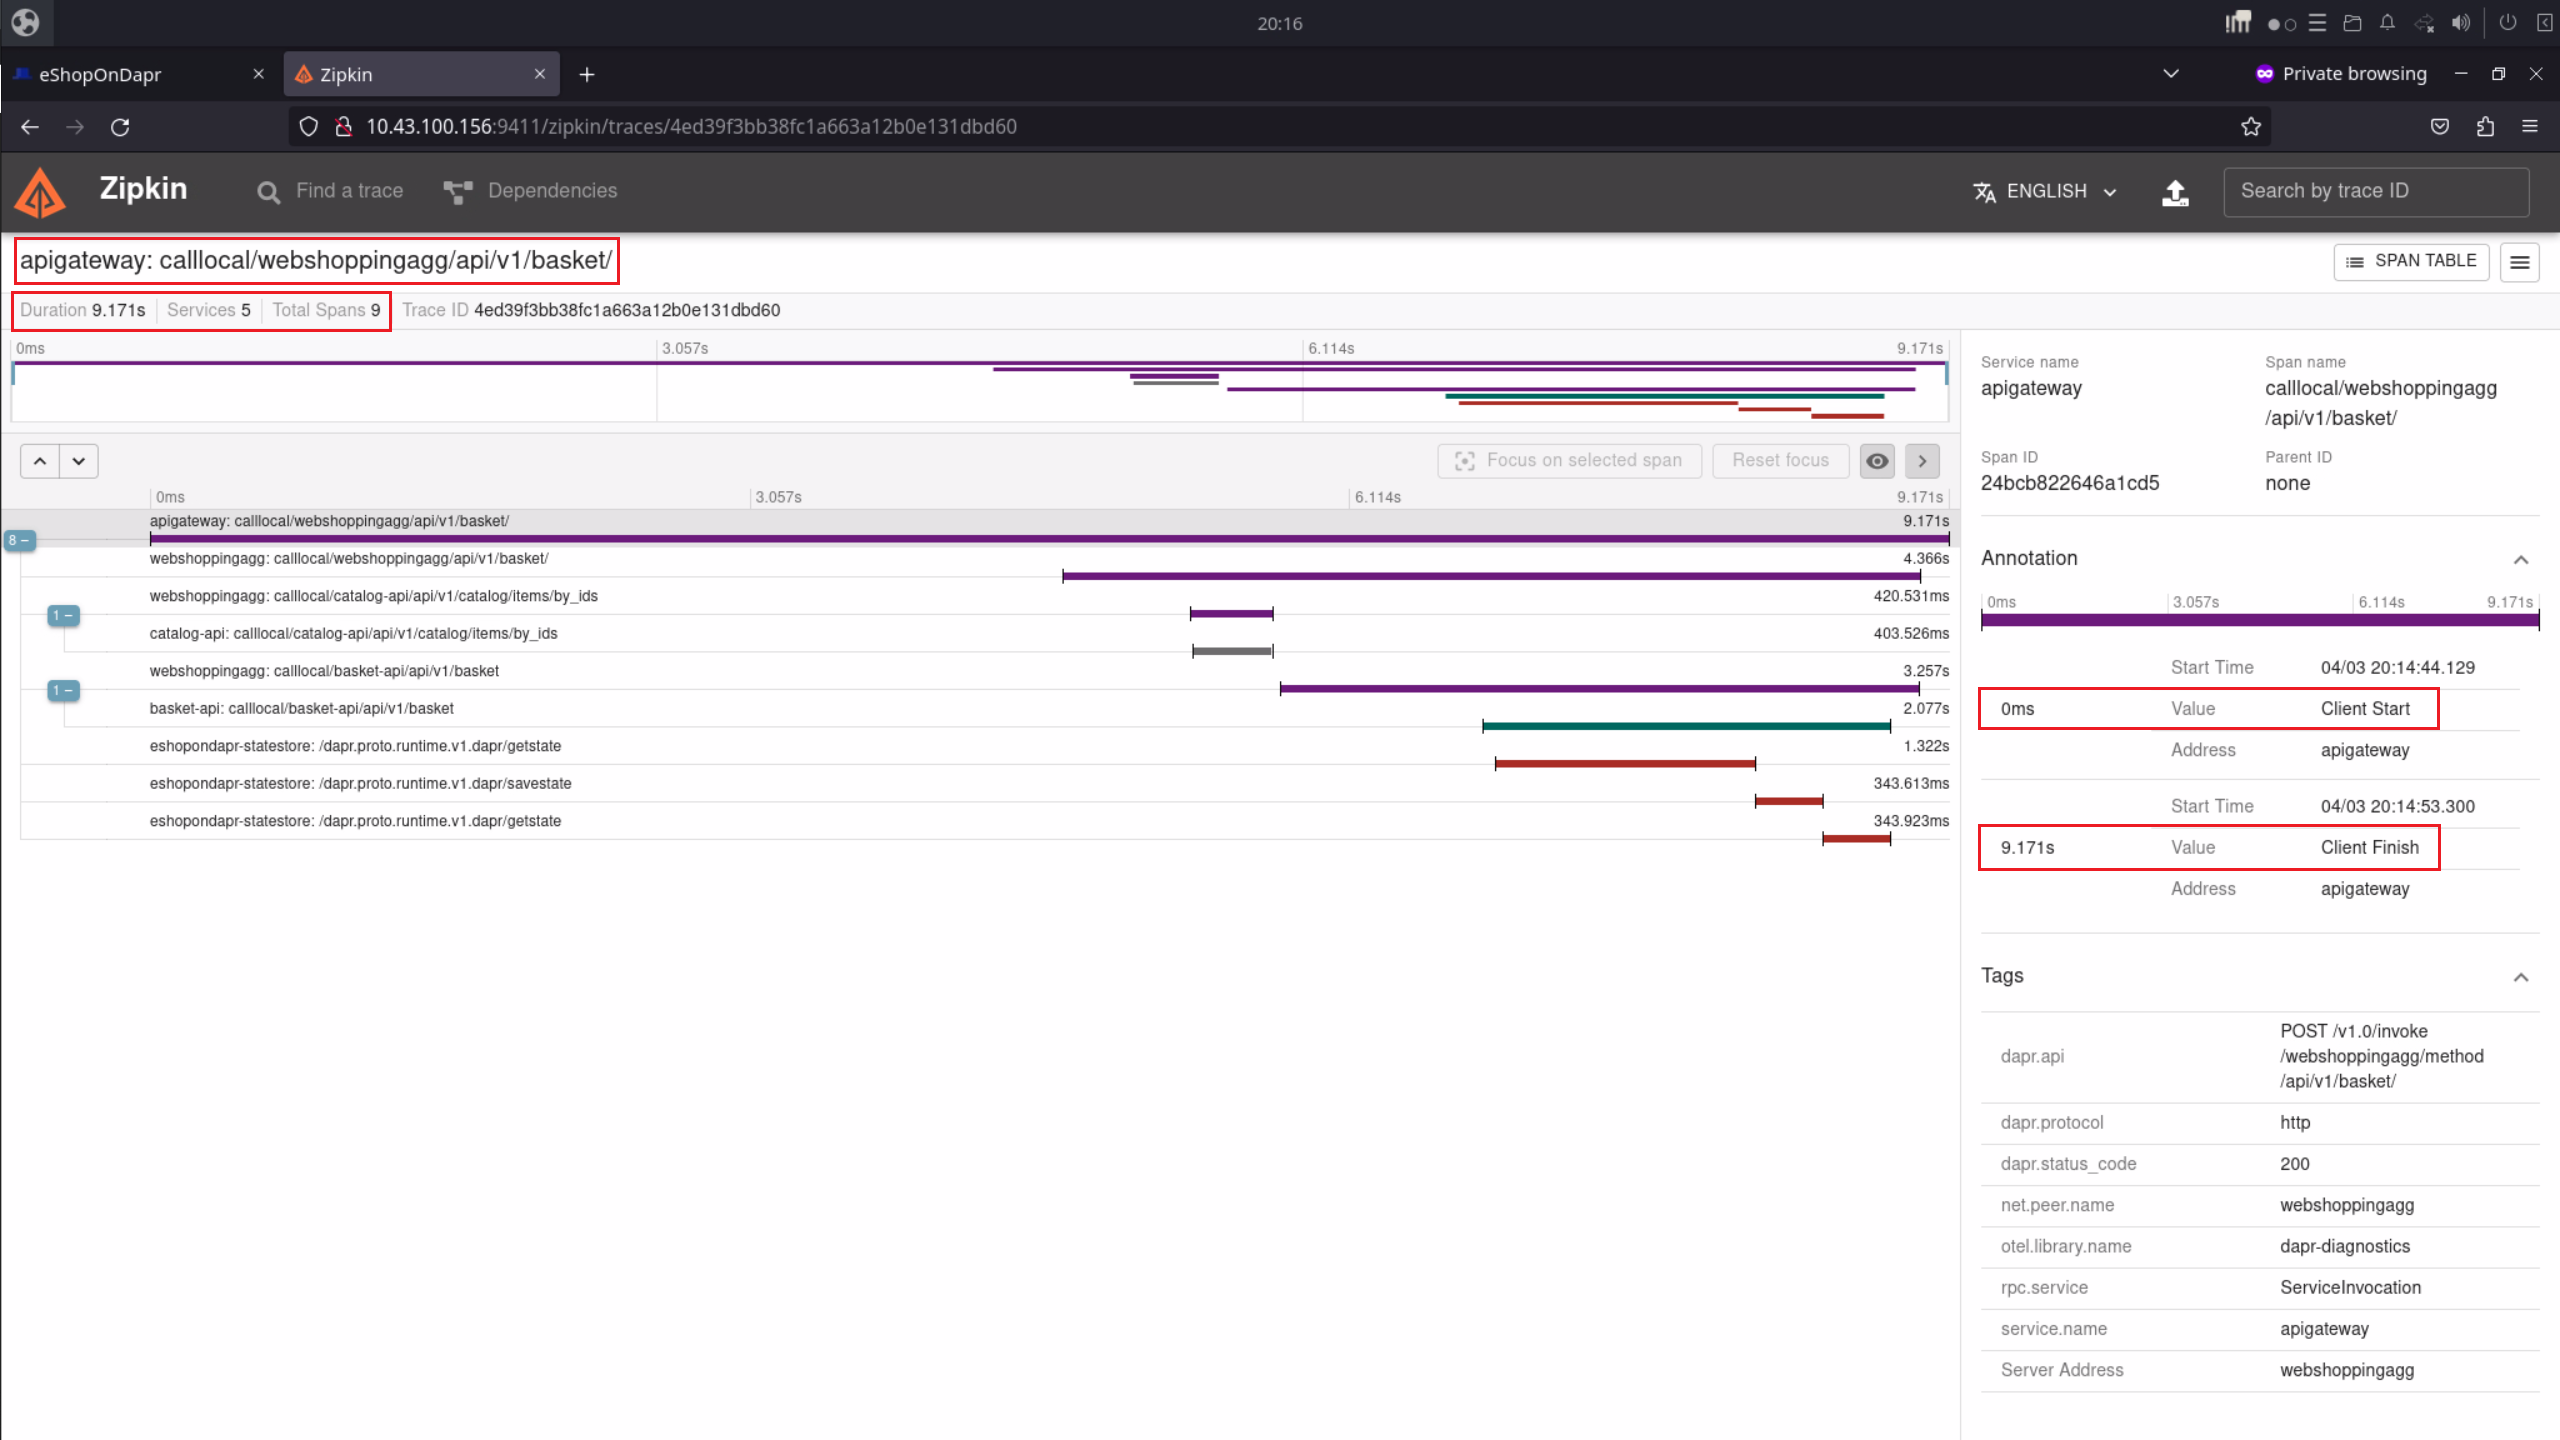 20:16
eShopOnDapr
Zipkin
Private browsing
10.43.100.156:9411/zipkin/traces/4ed39f3bb38fc1a663a12b0e131dbd60
Zipkin
Find a trace
Dependencies
ENGLISH
Search by trace ID
apigateway: calllocal/webshoppingagg/api/v1/basket/
SPAN TABLE
Duration 9.171s Services 5 Total Spans 9 Trace ID 4ed39f3bb38fc1a663a12b0e131dbd60
0ms 3.057s 6.114s 9.171s
Focus on selected span
Reset focus
0ms 3.057s 6.114s 9.171s
apigateway: calllocal/webshoppingagg/api/v1/basket/ 9.171s
8 −
webshoppingagg: calllocal/webshoppingagg/api/v1/basket/ 4.366s
webshoppingagg: calllocal/catalog-api/api/v1/catalog/items/by_ids 420.531ms
1 −
catalog-api: calllocal/catalog-api/api/v1/catalog/items/by_ids 403.526ms
webshoppingagg: calllocal/basket-api/api/v1/basket 3.257s
1 −
basket-api: calllocal/basket-api/api/v1/basket 2.077s
eshopondapr-statestore: /dapr.proto.runtime.v1.dapr/getstate 1.322s
eshopondapr-statestore: /dapr.proto.runtime.v1.dapr/savestate 343.613ms
eshopondapr-statestore: /dapr.proto.runtime.v1.dapr/getstate 343.923ms
Service name Span name
apigateway calllocal/webshoppingagg
/api/v1/basket/
Span ID Parent ID
24bcb822646a1cd5 none
Annotation
0ms 3.057s 6.114s 9.171s
Start Time 04/03 20:14:44.129
0ms Value Client Start
Address apigateway
Start Time 04/03 20:14:53.300
9.171s Value Client Finish
Address apigateway
Tags
dapr.api POST /v1.0/invoke
/webshoppingagg/method
/api/v1/basket/
dapr.protocol http
dapr.status_code 200
net.peer.name webshoppingagg
otel.library.name dapr-diagnostics
rpc.service ServiceInvocation
service.name apigateway
Server Address webshoppingagg